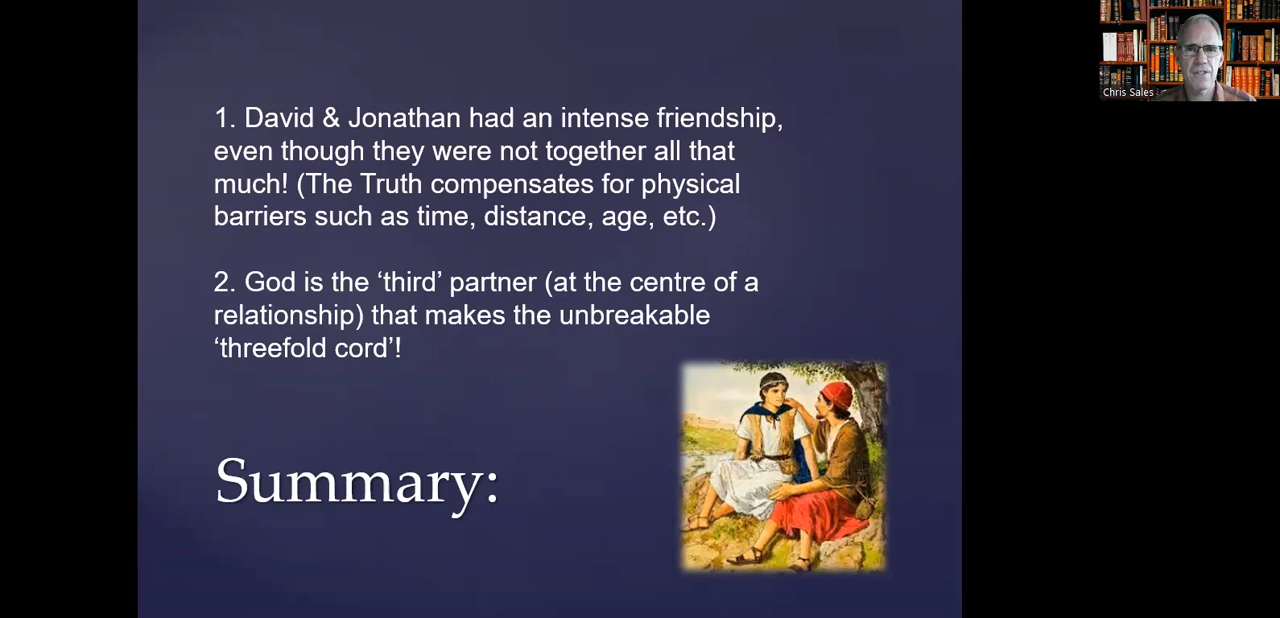 1. David & Jonathan had an intense friendship,
even though they were not together all that
much! (The Truth compensates for physical
barriers such as time, distance, age, etc.)
2. God is the ‘third’ partner (at the centre of a
relationship) that makes the unbreakable
‘threefold cord’!
Summary:
Chris Sales